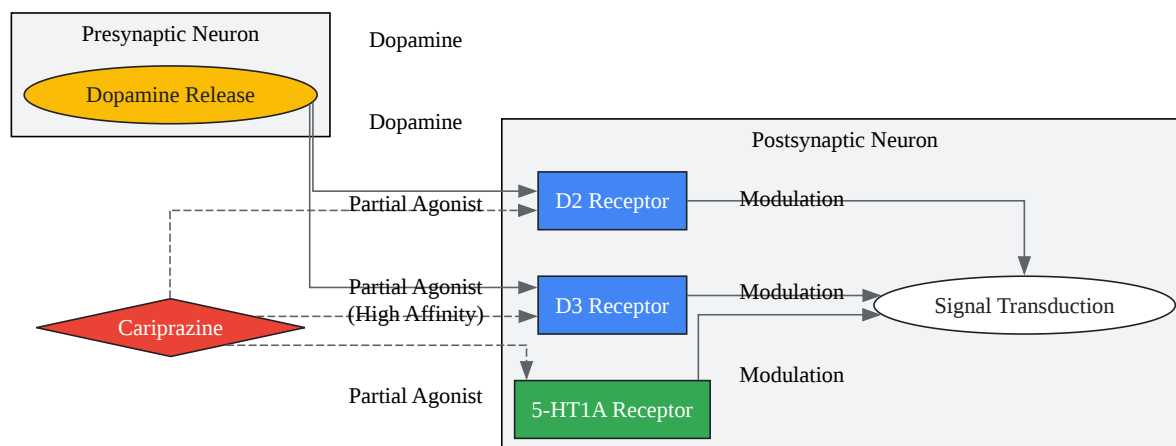 Presynaptic Neuron
Dopamine
Dopamine Release
Dopamine
Postsynaptic Neuron
D2 Receptor
Partial Agonist
Modulation
Partial Agonist
(High Affinity)
D3 Receptor
Modulation
Signal Transduction
Cariprazine
Modulation
Partial Agonist
5-HT1A Receptor